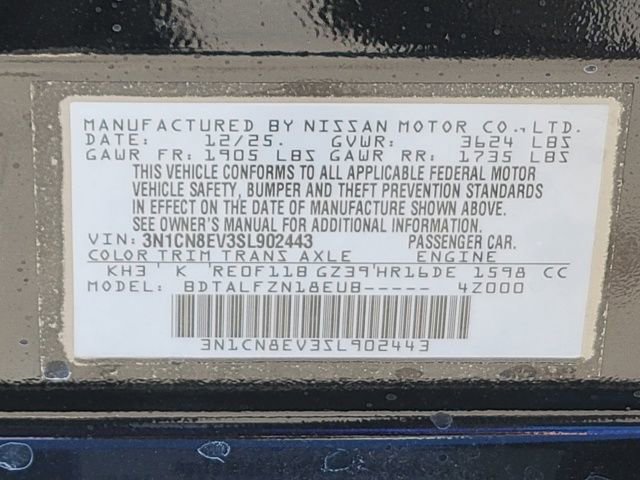 MANUFACTURED BY NISSAN MOTOR CO., LTD.
DATE: 12/25. GVWR: 3624 LBS
GAWR FR: 1905 LBS GAWR RR: 1735 LBS
THIS VEHICLE CONFORMS TO ALL APPLICABLE FEDERAL MOTOR
VEHICLE SAFETY, BUMPER AND THEFT PREVENTION STANDARDS
IN EFFECT ON THE DATE OF MANUFACTURE SHOWN ABOVE.
SEE OWNER'S MANUAL FOR ADDITIONAL INFORMATION.
VIN: 3N1CN8EV3SL902443 PASSENGER CAR.
COLOR TRIM TRANS AXLE ENGINE
KH3' K 'RE0F11B GZ39'HR16DE 1598 CC
MODEL: BDTALFZN18EUB----- 4Z000
3N1CN8EV3SL902443